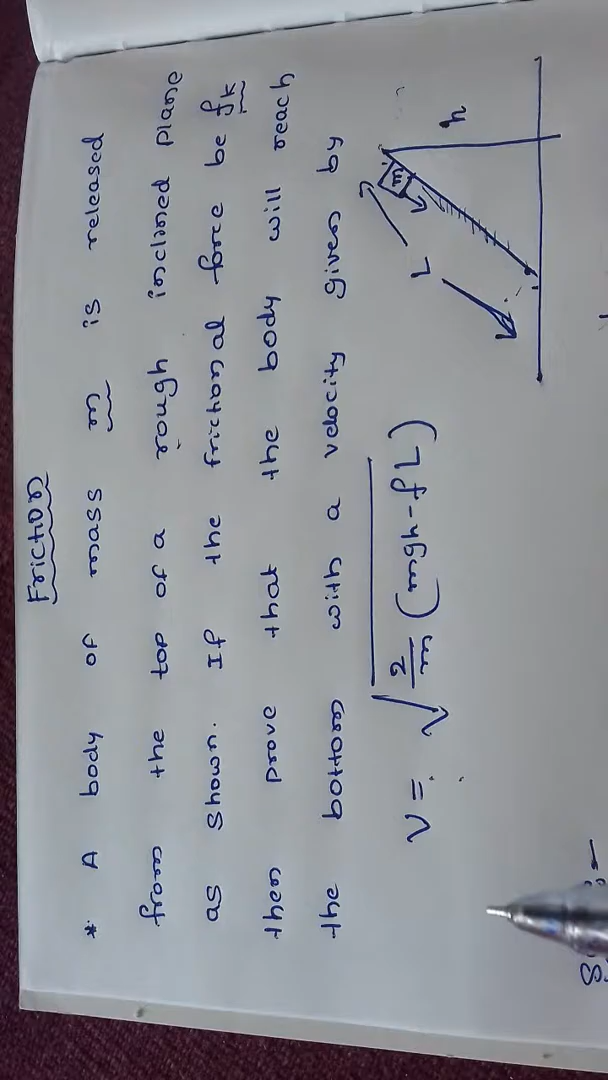 Friction
* A body of mass m is released
from the top of a rough inclined plane
as shown. If the frictional force be fk
then prove that the body will reach
the bottom with a velocity given by
V = √ 2/m (mgh - fL)
m
h
L